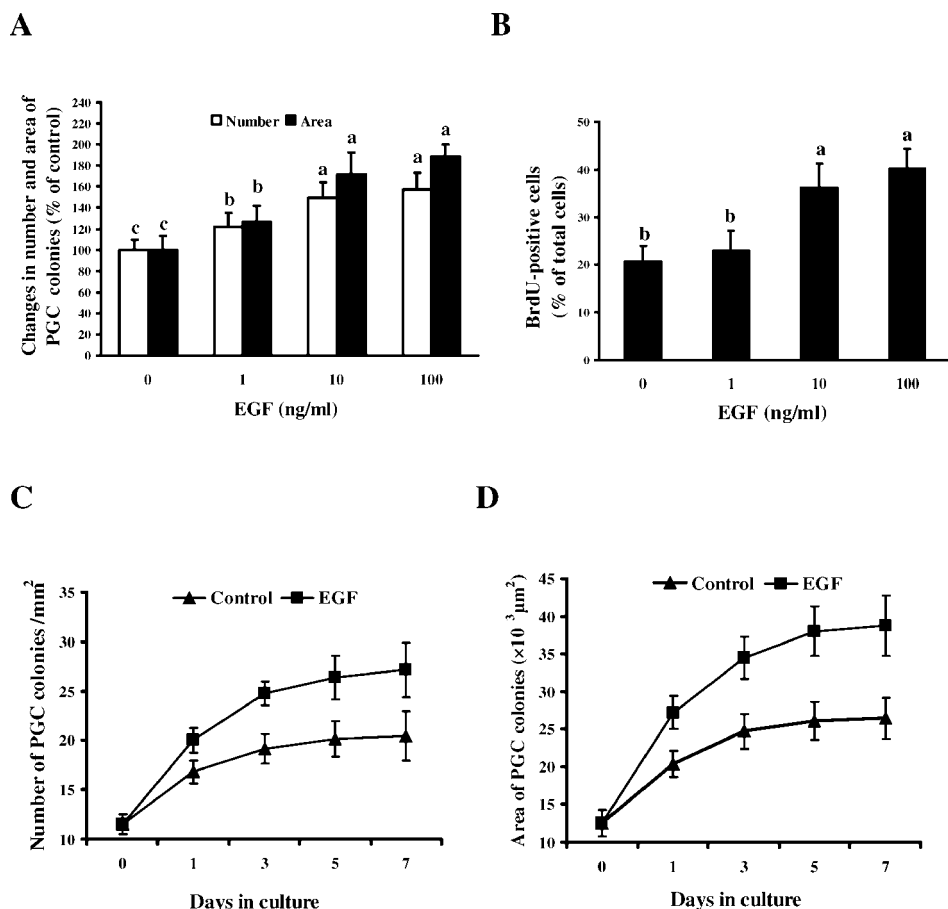 A
Changes in number and area of
PGC colonies (% of control)
240
220
200
180
160
140
120
100
80
60
40
20
0
Number
Area
c c
b b
a a
a a
0 1 10 100
EGF (ng/ml)
B
BrdU-positive cells
(% of total cells)
50
40
30
20
10
0
b b a a
0 1 10 100
EGF (ng/ml)
C
Number of PGC colonies /mm2
35
30
25
20
15
10
Control
EGF
0 1 3 5 7
Days in culture
D
Area of PGC colonies (×10 3μm2)
45
40
35
30
25
20
15
10
Control
EGF
0 1 3 5 7
Days in culture